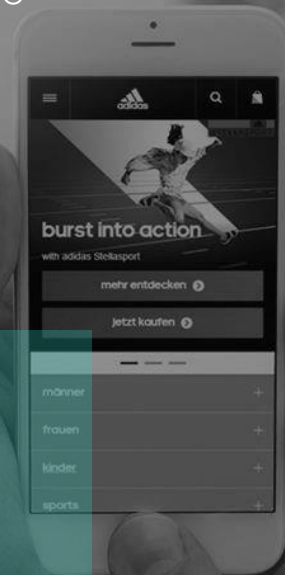 adidas
burst into action
with adidas Stellasport
mehr entdecken
jetzt kaufen
männer
frauen
kinder
sports